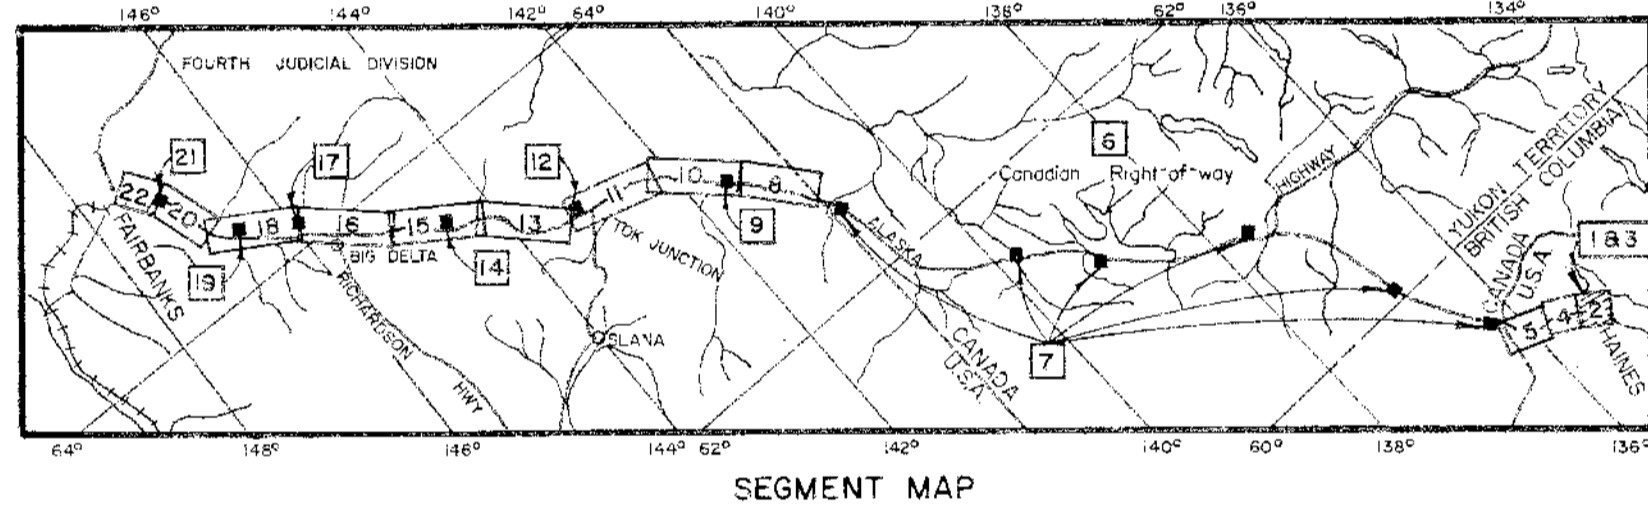 146° 144° 142° 64° 140° 138° 62° 136° 134°
FOURTH JUDICIAL DIVISION
21
17
12
6
Canadian Right-of-way
HIGHWAY
YUKON TERRITORY
BRITISH COLUMBIA
22
20
18
16
15
13
11
10
8
9
14
19
FAIRBANKS
BIG DELTA
RICHARDSON
HWY
TOK JUNCTION
SLANA
ALASKA
CANADA
U.S.A.
7
CANADA
U.S.A.
1 & 3
5
4
2
HAINES
64° 148° 146° 144° 62° 142° 140° 60° 138° 136°
SEGMENT MAP